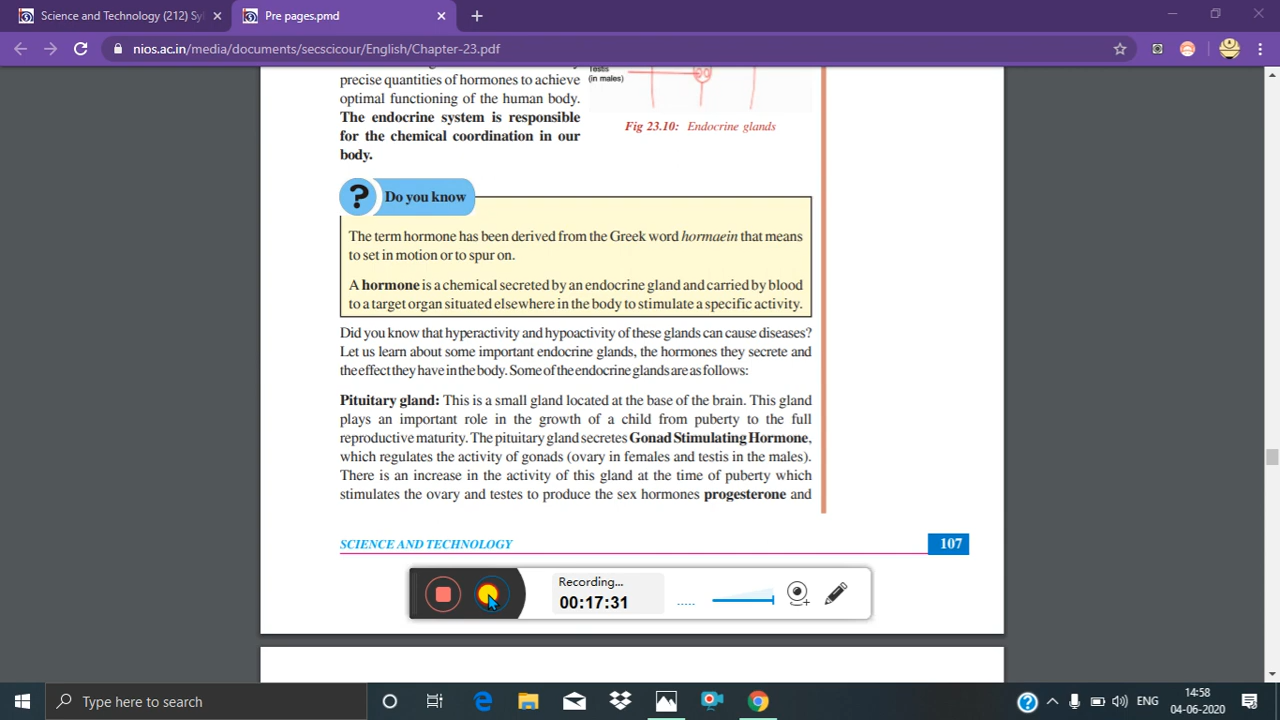 Science and Technology (212) Sy
Pre pages.pmd
nios.ac.in/media/documents/secscicour/English/Chapter-23.pdf
precise quantities of hormones to achieve
optimal functioning of the human body.
The endocrine system is responsible
for the chemical coordination in our
body.
Testis
(in males)
Fig 23.10: Endocrine glands
? Do you know
The term hormone has been derived from the Greek word hormaein that means
to set in motion or to spur on.
A hormone is a chemical secreted by an endocrine gland and carried by blood
to a target organ situated elsewhere in the body to stimulate a specific activity.
Did you know that hyperactivity and hypoactivity of these glands can cause diseases?
Let us learn about some important endocrine glands, the hormones they secrete and
the effect they have in the body. Some of the endocrine glands are as follows:
Pituitary gland: This is a small gland located at the base of the brain. This gland
plays an important role in the growth of a child from puberty to the full
reproductive maturity. The pituitary gland secretes Gonad Stimulating Hormone,
which regulates the activity of gonads (ovary in females and testis in the males).
There is an increase in the activity of this gland at the time of puberty which
stimulates the ovary and testes to produce the sex hormones progesterone and
SCIENCE AND TECHNOLOGY
107
Recording...
00:17:31
Type here to search
ENG
14:58
04-06-2020